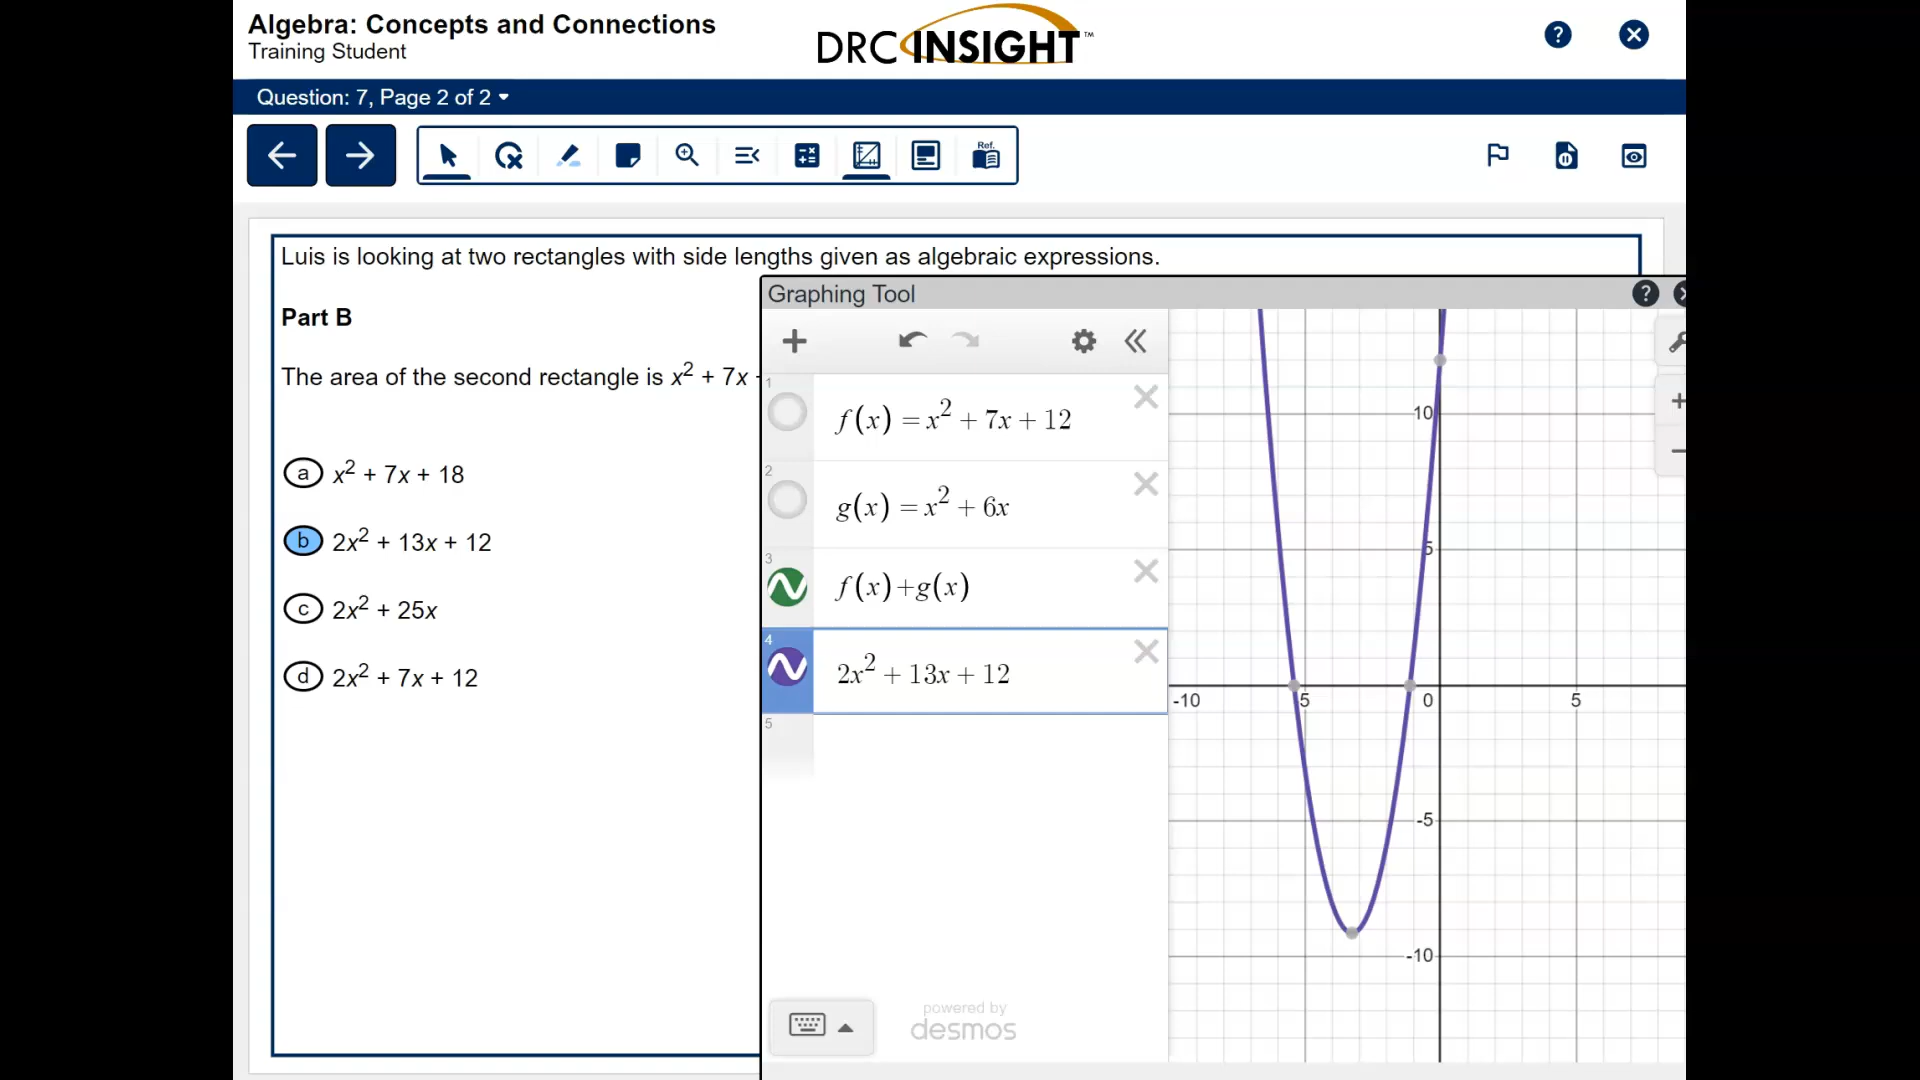 Algebra: Concepts and Connections
Training Student
DRC INSIGHT™
Question: 7, Page 2 of 2
Ref.
Luis is looking at two rectangles with side lengths given as algebraic expressions.
Part B
The area of the second rectangle is x² + 7x
a x² + 7x + 18
b 2x² + 13x + 12
c 2x² + 25x
d 2x² + 7x + 12
Graphing Tool
1
f(x) = x² + 7x + 12
2
g(x) = x² + 6x
3
f(x)+g(x)
4
2x² + 13x + 12
5
powered by
desmos
10
5
-10
5
0
5
-5
-10